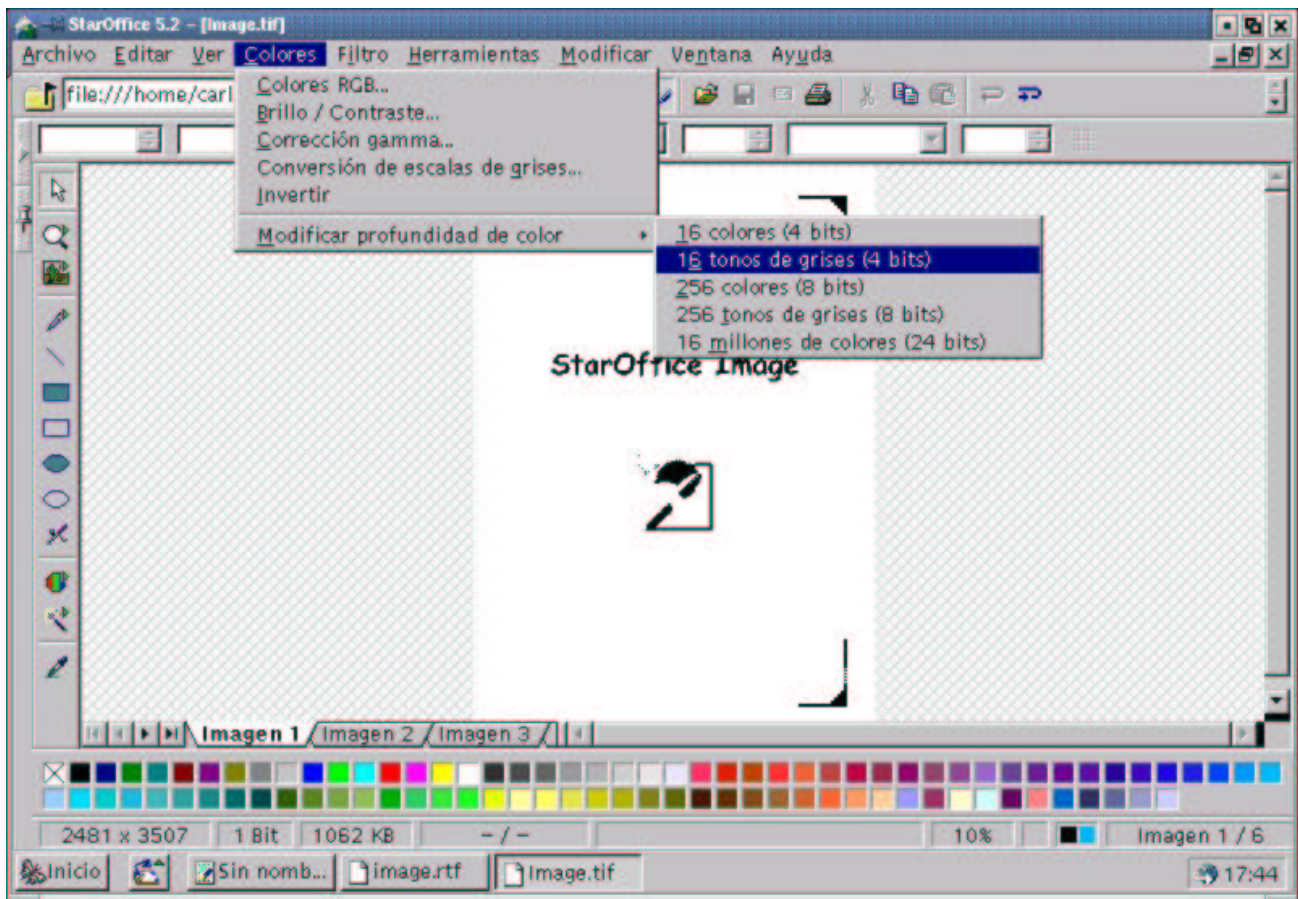 StarOffice 5.2 – [Image.tif]
Archivo Editar Ver Colores Filtro Herramientas Modificar Ventana Ayuda
file:///home/carl
Colores RGB...
Brillo / Contraste...
Corrección gamma...
Conversión de escalas de grises...
Invertir
Modificar profundidad de color
16 colores (4 bits)
16 tonos de grises (4 bits)
256 colores (8 bits)
256 tonos de grises (8 bits)
16 millones de colores (24 bits)
StarOffice Image
Imagen 1 Imagen 2 Imagen 3
2481 x 3507 1 Bit 1062 KB – / – 10% Imagen 1 / 6
Inicio Sin nomb... image.rtf Image.tif 17:44